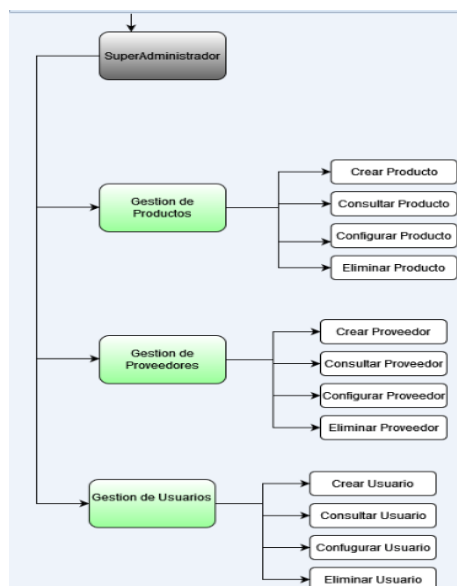 SuperAdministrador
Gestion de
Productos
Crear Producto
Consultar Producto
Configurar Producto
Eliminar Producto
Gestion de
Proveedores
Crear Proveedor
Consultar Proveedor
Configurar Proveedor
Eliminar Proveedor
Gestion de Usuarios
Crear Usuario
Consultar Usuario
Confugurar Usuario
Eliminar Usuario